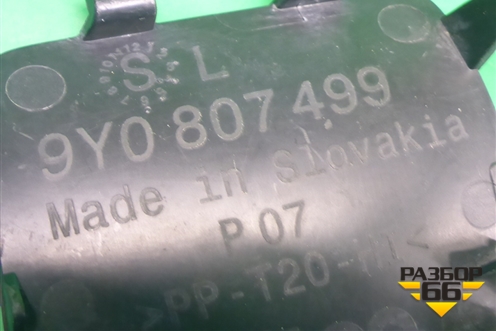 S L
9Y0 807 499
Made in Slovakia
P 07
>PP-T20-
РАЗБОР
66